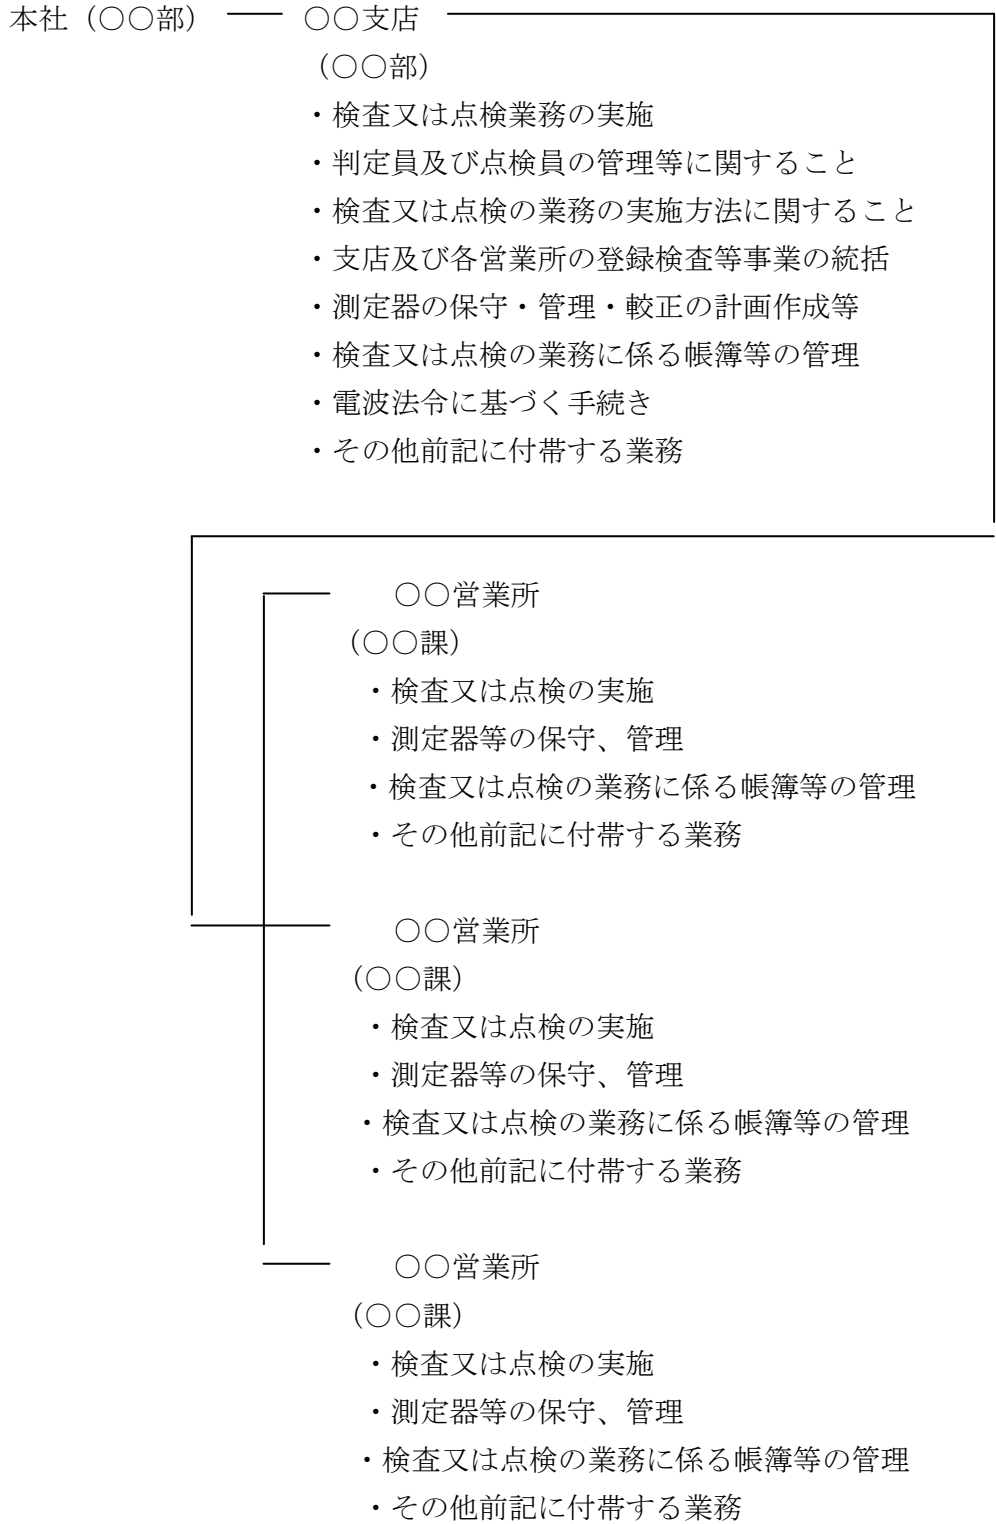 本社（○○部） ○○支店
（○○部）
・検査又は点検業務の実施
・判定員及び点検員の管理等に関すること
・検査又は点検の業務の実施方法に関すること
・支店及び各営業所の登録検査等事業の統括
・測定器の保守・管理・較正の計画作成等
・検査又は点検の業務に係る帳簿等の管理
・電波法令に基づく手続き
・その他前記に付帯する業務
○○営業所
（○○課）
・検査又は点検の実施
・測定器等の保守、管理
・検査又は点検の業務に係る帳簿等の管理
・その他前記に付帯する業務
○○営業所
（○○課）
・検査又は点検の実施
・測定器等の保守、管理
・検査又は点検の業務に係る帳簿等の管理
・その他前記に付帯する業務
○○営業所
（○○課）
・検査又は点検の実施
・測定器等の保守、管理
・検査又は点検の業務に係る帳簿等の管理
・その他前記に付帯する業務